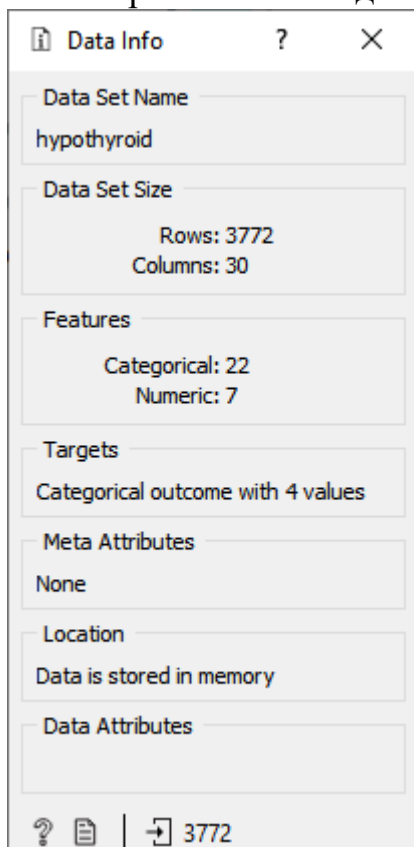 Data Info ? ×
Data Set Name
hypothyroid
Data Set Size
Rows: 3772
Columns: 30
Features
Categorical: 22
Numeric: 7
Targets
Categorical outcome with 4 values
Meta Attributes
None
Location
Data is stored in memory
Data Attributes
? 3772